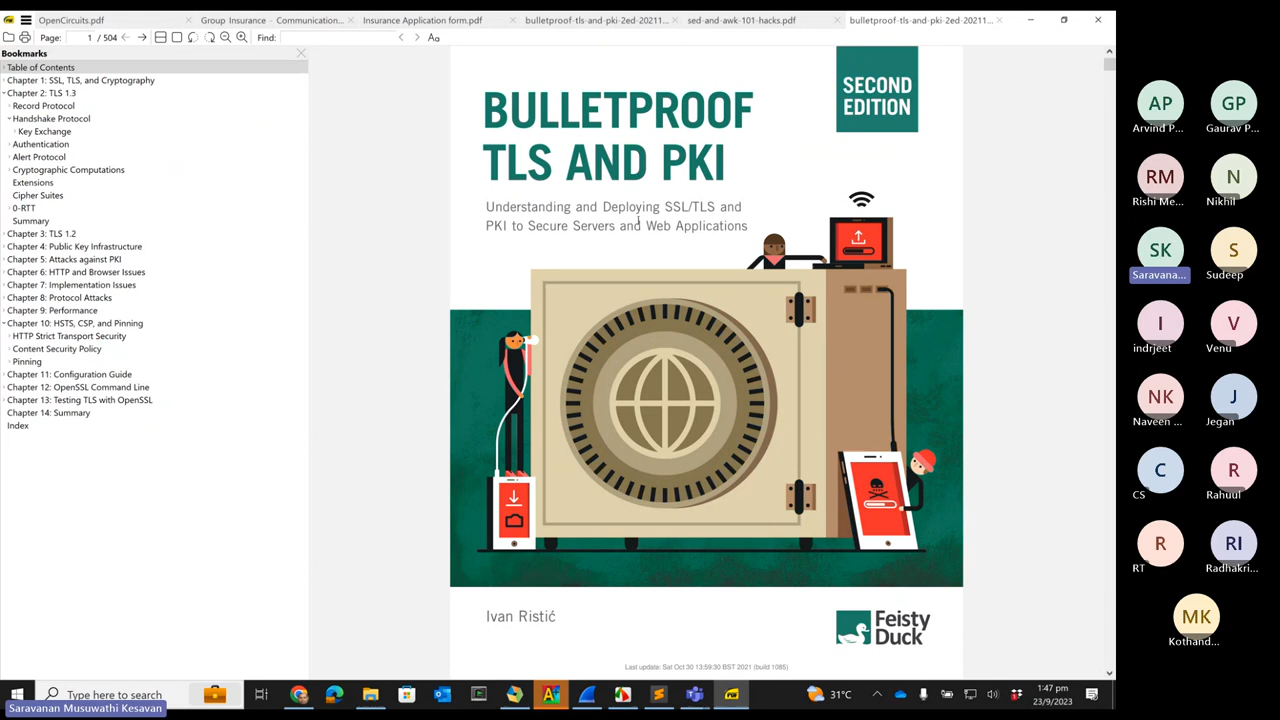 OpenCircuits.pdf
Group Insurance - Communication...
Insurance Application form.pdf
bulletproof-tls-and-pki-2ed-20211...
sed-and-awk-101-hacks.pdf
bulletproof-tls-and-pki-2ed-20211...
Page: 1 / 504
Find:
Aa
Bookmarks
Table of Contents
Chapter 1: SSL, TLS, and Cryptography
Chapter 2: TLS 1.3
Record Protocol
Handshake Protocol
Key Exchange
Authentication
Alert Protocol
Cryptographic Computations
Extensions
Cipher Suites
0-RTT
Summary
Chapter 3: TLS 1.2
Chapter 4: Public Key Infrastructure
Chapter 5: Attacks against PKI
Chapter 6: HTTP and Browser Issues
Chapter 7: Implementation Issues
Chapter 8: Protocol Attacks
Chapter 9: Performance
Chapter 10: HSTS, CSP, and Pinning
HTTP Strict Transport Security
Content Security Policy
Pinning
Chapter 11: Configuration Guide
Chapter 12: OpenSSL Command Line
Chapter 13: Testing TLS with OpenSSL
Chapter 14: Summary
Index
SECOND
EDITION
BULLETPROOF
TLS AND PKI
Understanding and Deploying SSL/TLS and
PKI to Secure Servers and Web Applications
Ivan Ristić
Feisty
Duck
Last update: Sat Oct 30 13:59:30 BST 2021 (build 1085)
AP
Arvind P...
GP
Gaurav P...
RM
Rishi Me...
N
Nikhil
SK
Saravana...
S
Sudeep
I
indrjeet
V
Venu
NK
Naveen ...
J
Jegan
C
CS
R
Rahuul
R
RT
RI
Radhakri...
MK
Kothand...
Type here to search
31°C
1:47 pm
23/9/2023
Saravanan Musuwathi Kesavan